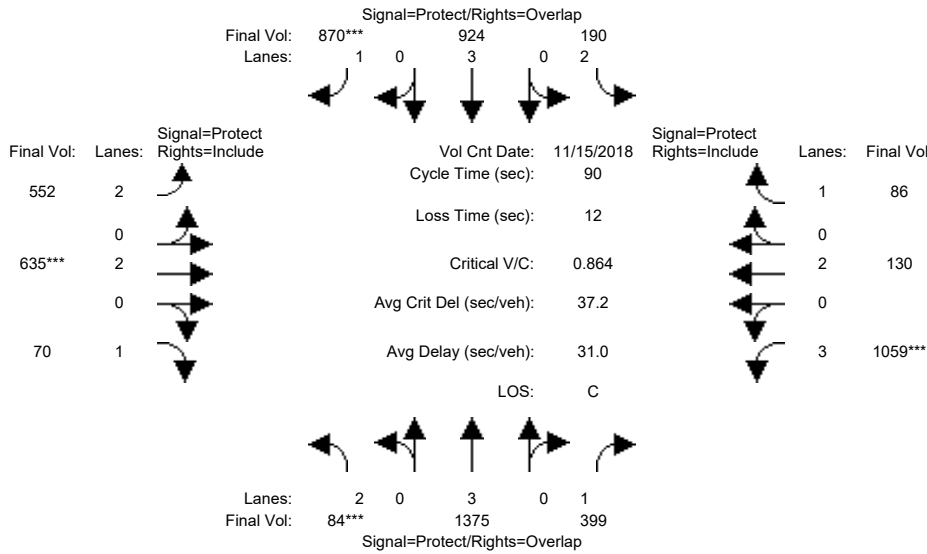 Signal=Protect/Rights=Overlap
Final Vol: 870*** 924 190
Lanes: 1 0 3 0 2
Signal=Protect
Final Vol: Lanes: Rights=Include
Vol Cnt Date: 11/15/2018
Signal=Protect
Rights=Include Lanes: Final Vol
Cycle Time (sec): 90
552 2
1 86
Loss Time (sec): 12
0
0
635*** 2
Critical V/C: 0.864
2 130
0
Avg Crit Del (sec/veh): 37.2
0
70 1
Avg Delay (sec/veh): 31.0
3 1059***
LOS: C
Lanes: 2 0 3 0 1
Final Vol: 84*** 1375 399
Signal=Protect/Rights=Overlap